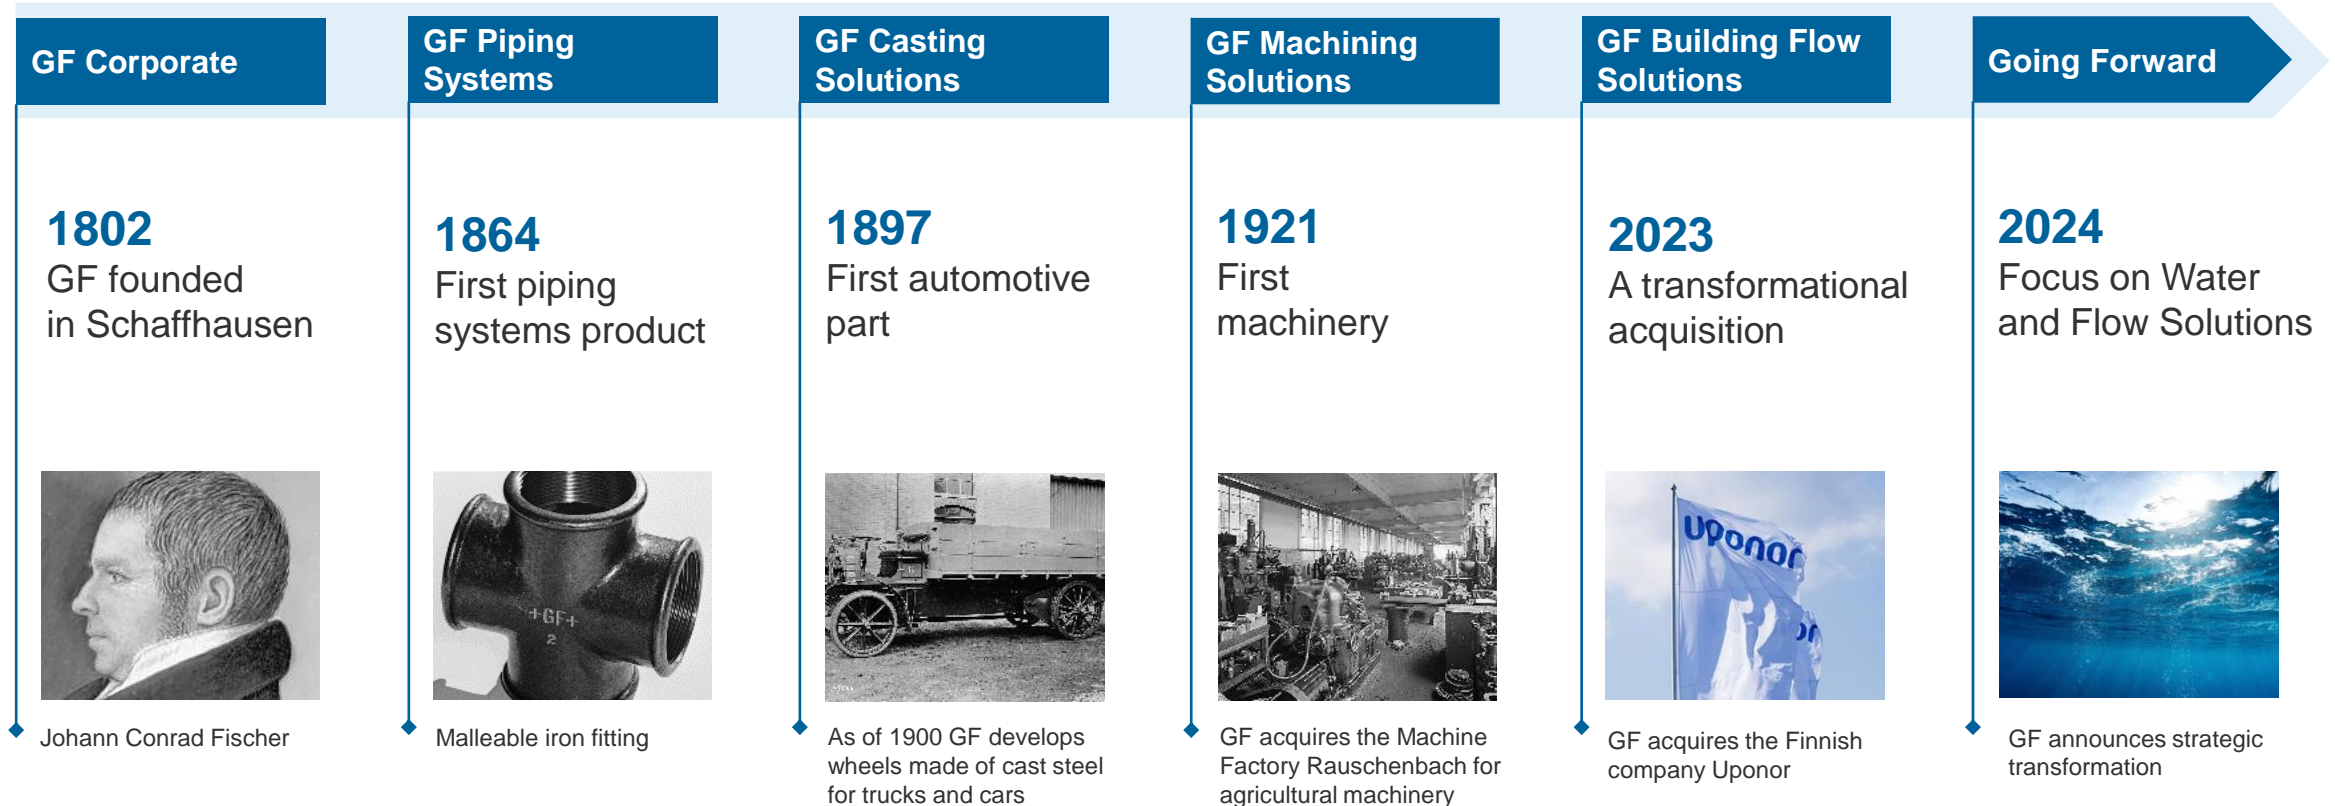 GF Corporate
GF Piping
Systems
GF Casting
Solutions
GF Machining
Solutions
GF Building Flow
Solutions
Going Forward
1802
GF founded
in Schaffhausen
1864
First piping
systems product
1897
First automotive
part
1921
First
machinery
2023
A transformational
acquisition
2024
Focus on Water
and Flow Solutions
+GF+
2
uponor
or
Johann Conrad Fischer
Malleable iron fitting
As of 1900 GF develops
wheels made of cast steel
for trucks and cars
GF acquires the Machine
Factory Rauschenbach for
agricultural machinery
GF acquires the Finnish
company Uponor
GF announces strategic
transformation